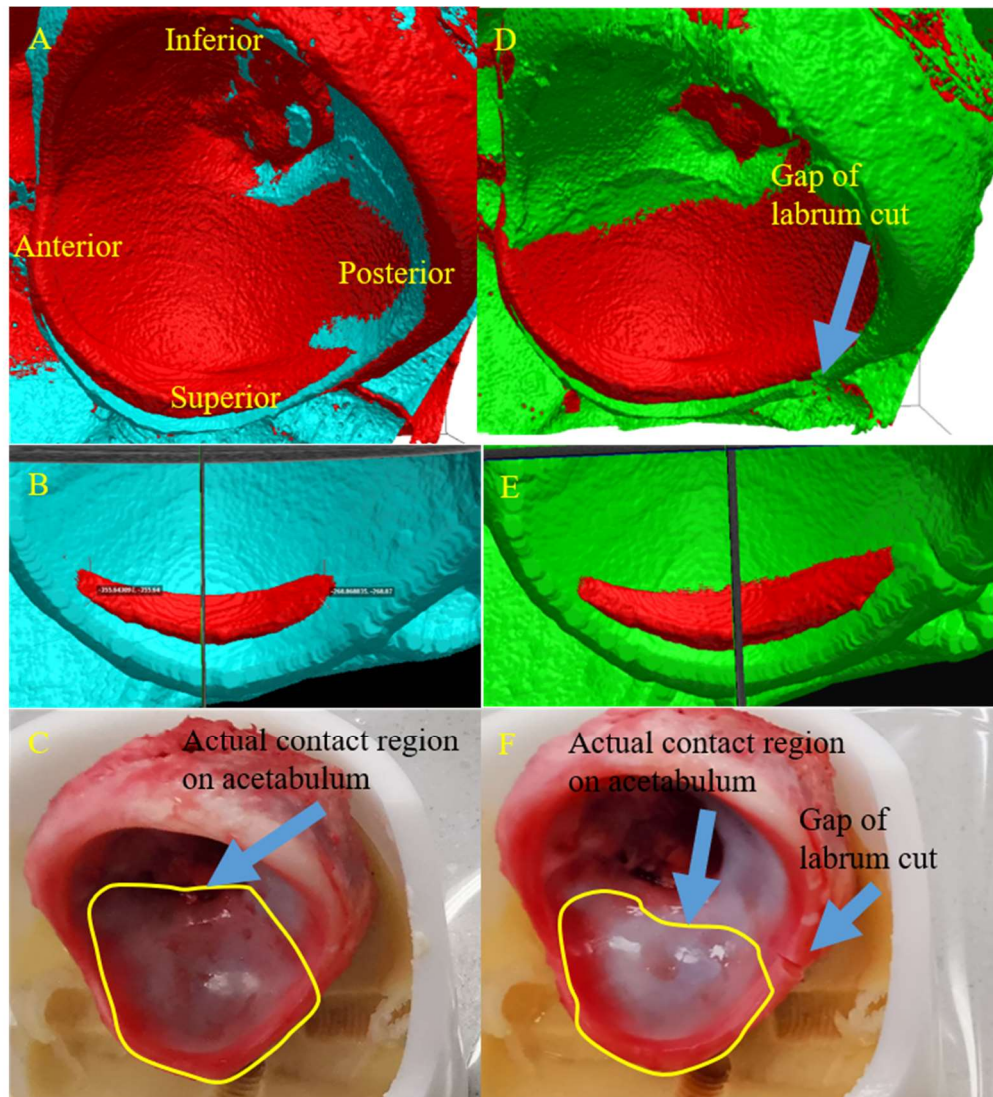 A
Inferior
Anterior
Posterior
Superior
D
Gap of
labrum cut
B
E
C
Actual contact region
on acetabulum
F
Actual contact region
on acetabulum
Gap of
labrum cut